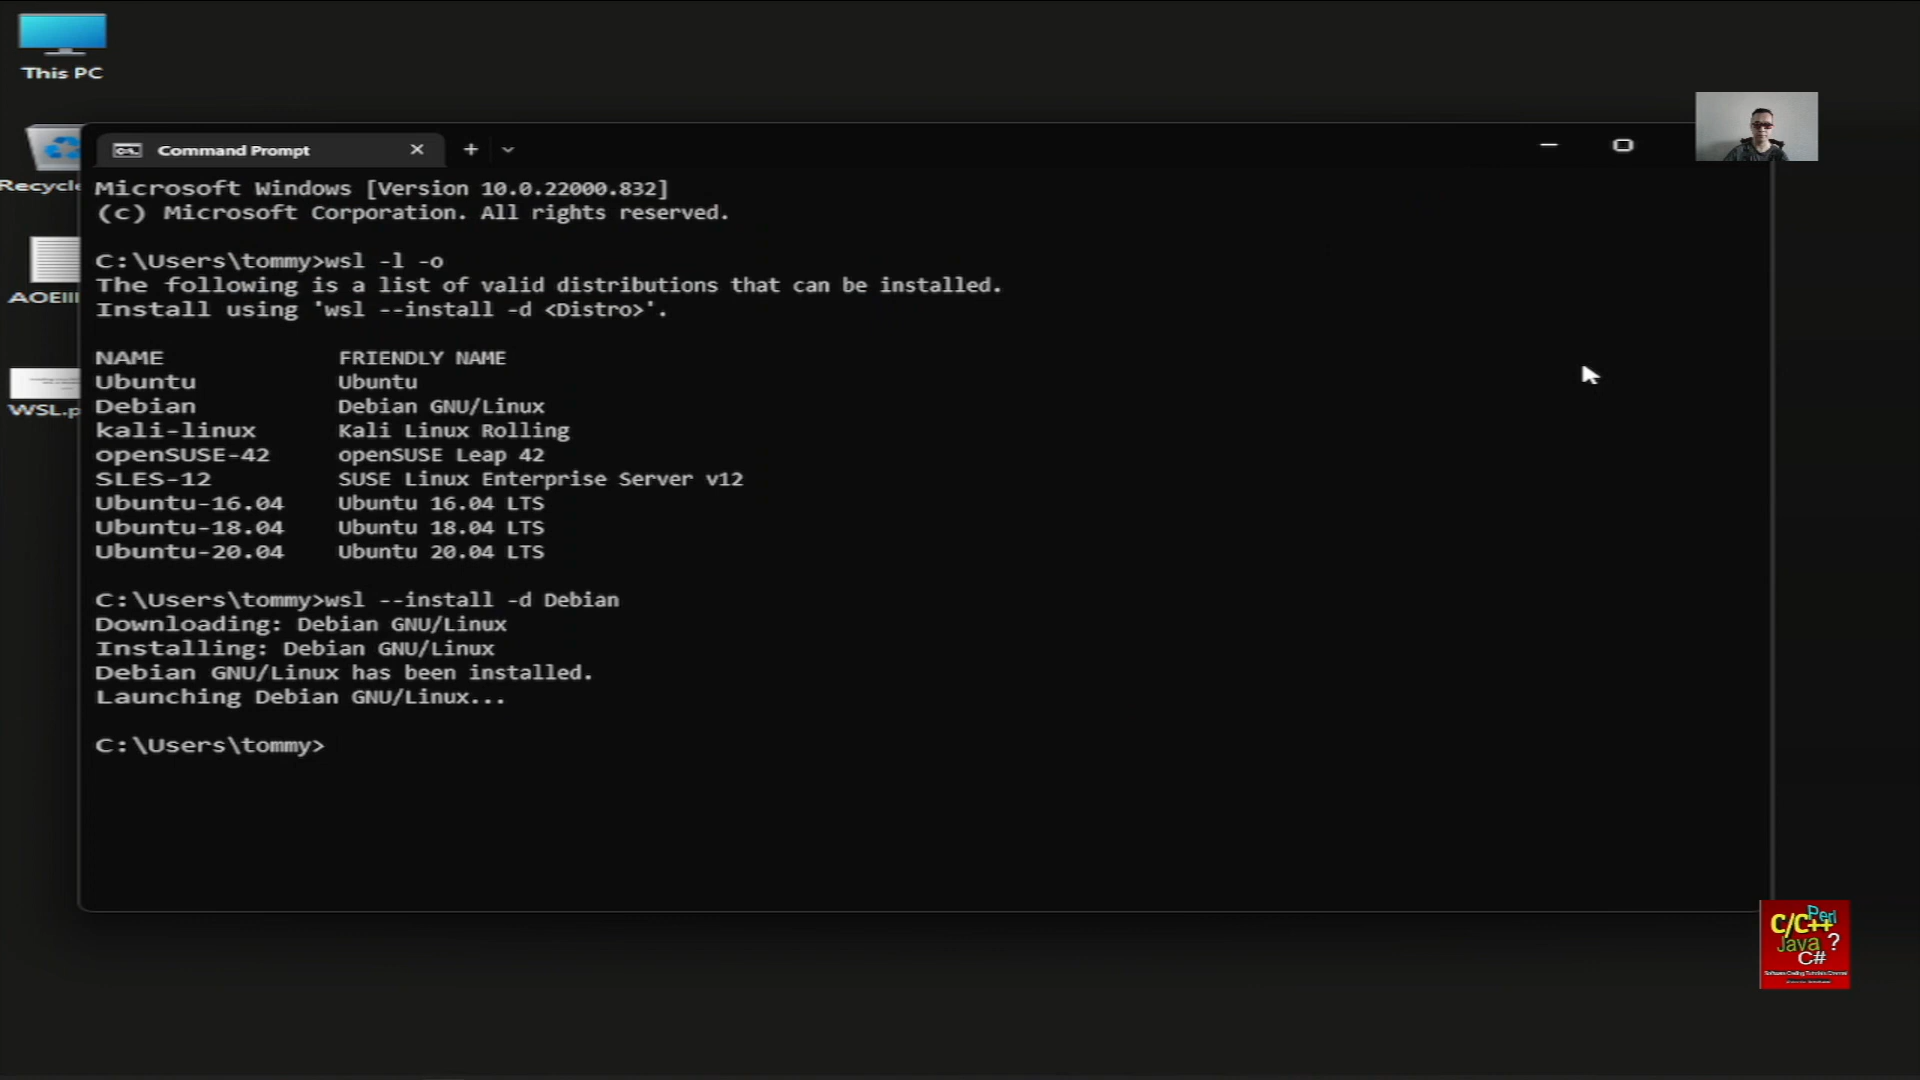 This PC
Command Prompt
Recycle
Microsoft Windows [Version 10.0.22000.832]
(c) Microsoft Corporation. All rights reserved.
C:\Users\tommy>wsl -l -o
The following is a list of valid distributions that can be installed.
Install using 'wsl --install -d <Distro>'.
AOEIII
NAME FRIENDLY NAME
Ubuntu Ubuntu
Debian Debian GNU/Linux
WSL.p
kali-linux Kali Linux Rolling
openSUSE-42 openSUSE Leap 42
SLES-12 SUSE Linux Enterprise Server v12
Ubuntu-16.04 Ubuntu 16.04 LTS
Ubuntu-18.04 Ubuntu 18.04 LTS
Ubuntu-20.04 Ubuntu 20.04 LTS
C:\Users\tommy>wsl --install -d Debian
Downloading: Debian GNU/Linux
Installing: Debian GNU/Linux
Debian GNU/Linux has been installed.
Launching Debian GNU/Linux...
C:\Users\tommy>
Perl
C/C++
Java ?
C#